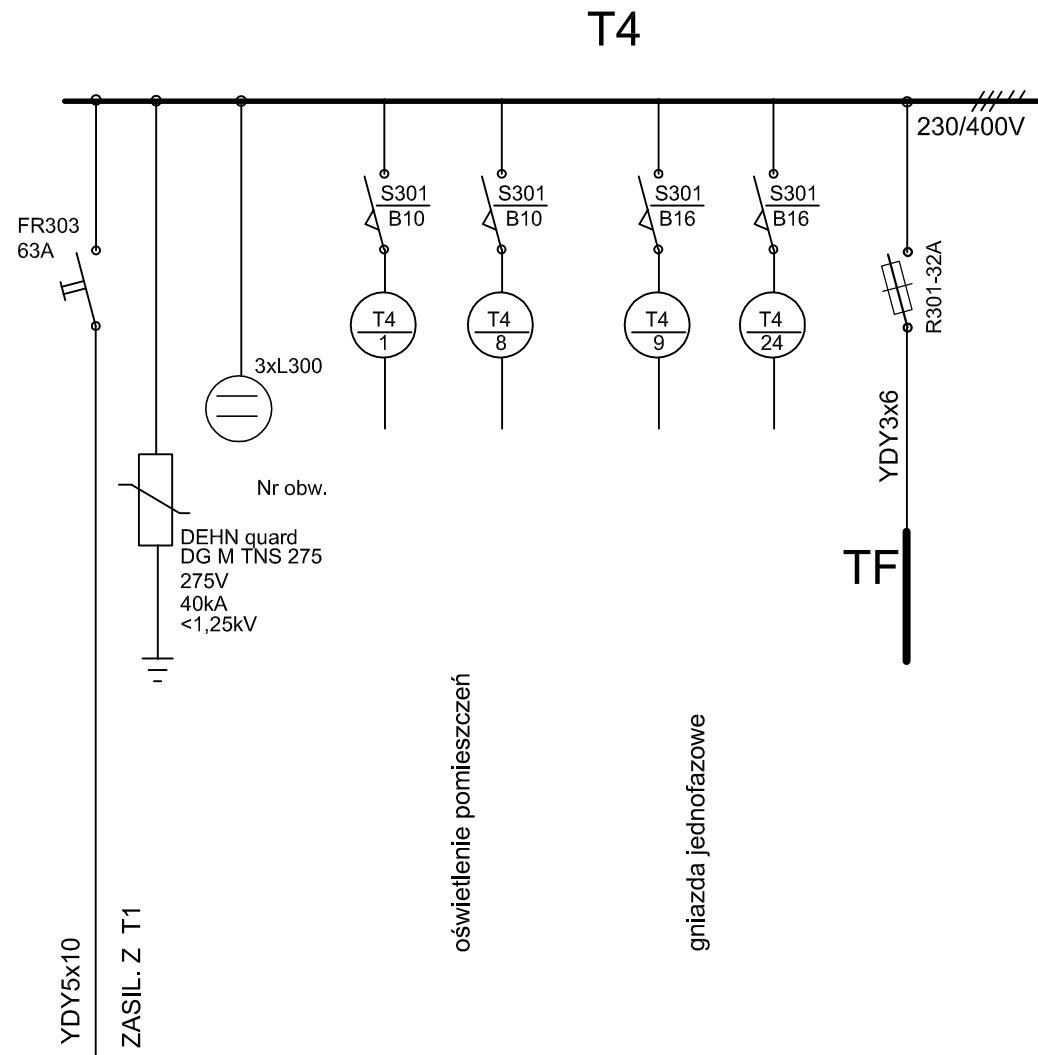 T4
230/400V
FR303
63A
S301
B10
S301
B10
S301
B16
S301
B16
R301-32A
T4
1
T4
8
T4
9
T4
24
3xL300
YDY3x6
Nr obw.
DEHN quard
DG M TNS 275
275V
40kA
<1,25kV
TF
oświetlenie pomieszczeń
gniazda jednofazowe
YDY5x10
ZASIL. Z T1